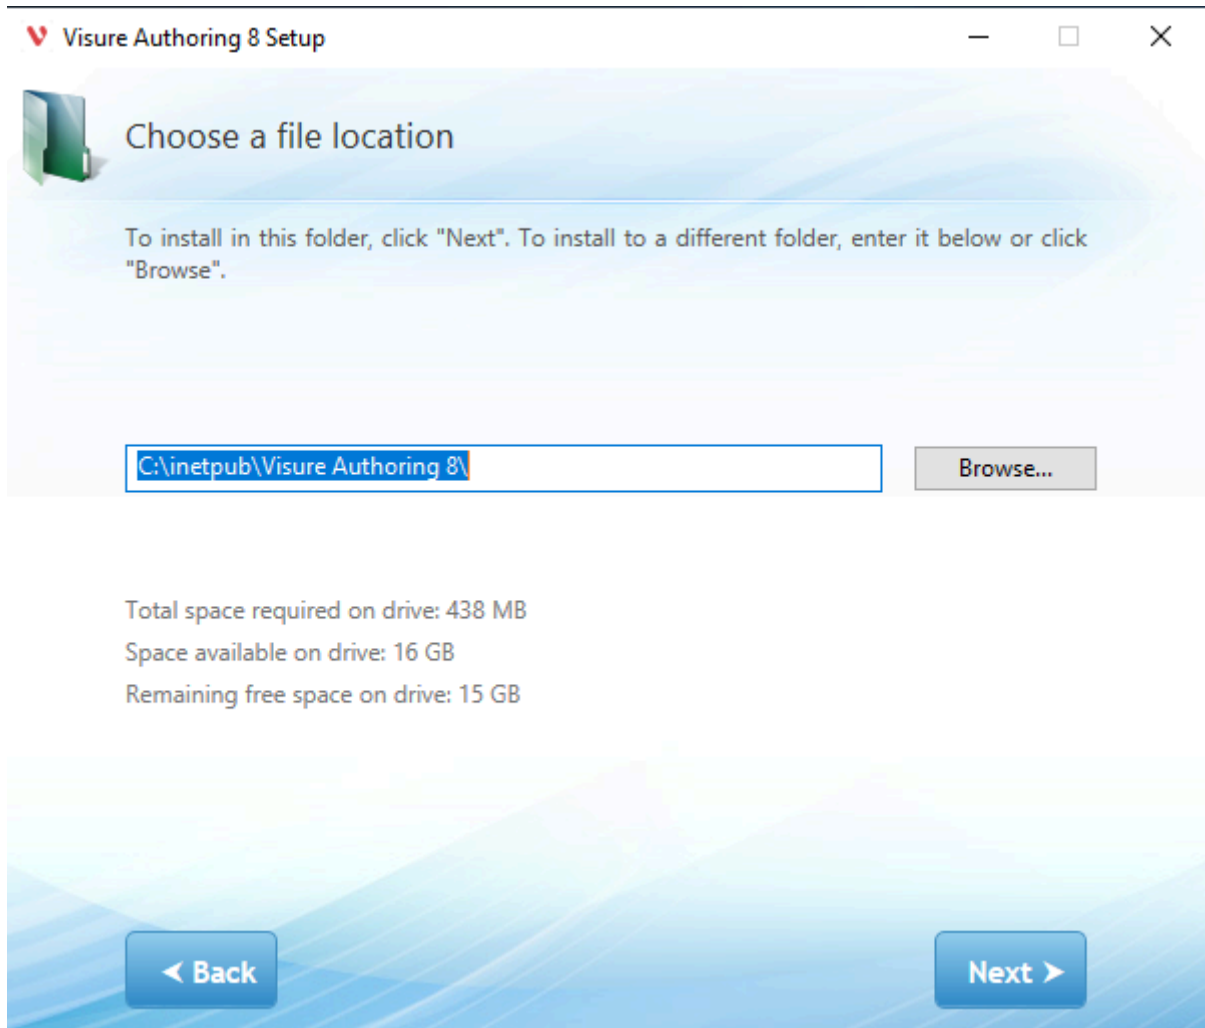 Visure Authoring 8 Setup
Choose a file location
To install in this folder, click "Next". To install to a different folder, enter it below or click
"Browse".
C:\inetpub\Visure Authoring 8\
Browse...
Total space required on drive: 438 MB
Space available on drive: 16 GB
Remaining free space on drive: 15 GB
Back
Next